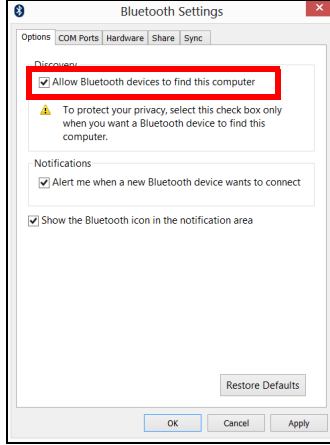 Bluetooth Settings
Options COM Ports Hardware Share Sync
Discovery
Allow Bluetooth devices to find this computer
To protect your privacy, select this check box only
when you want a Bluetooth device to find this
computer.
Notifications
Alert me when a new Bluetooth device wants to connect
Show the Bluetooth icon in the notification area
Restore Defaults
OK Cancel Apply